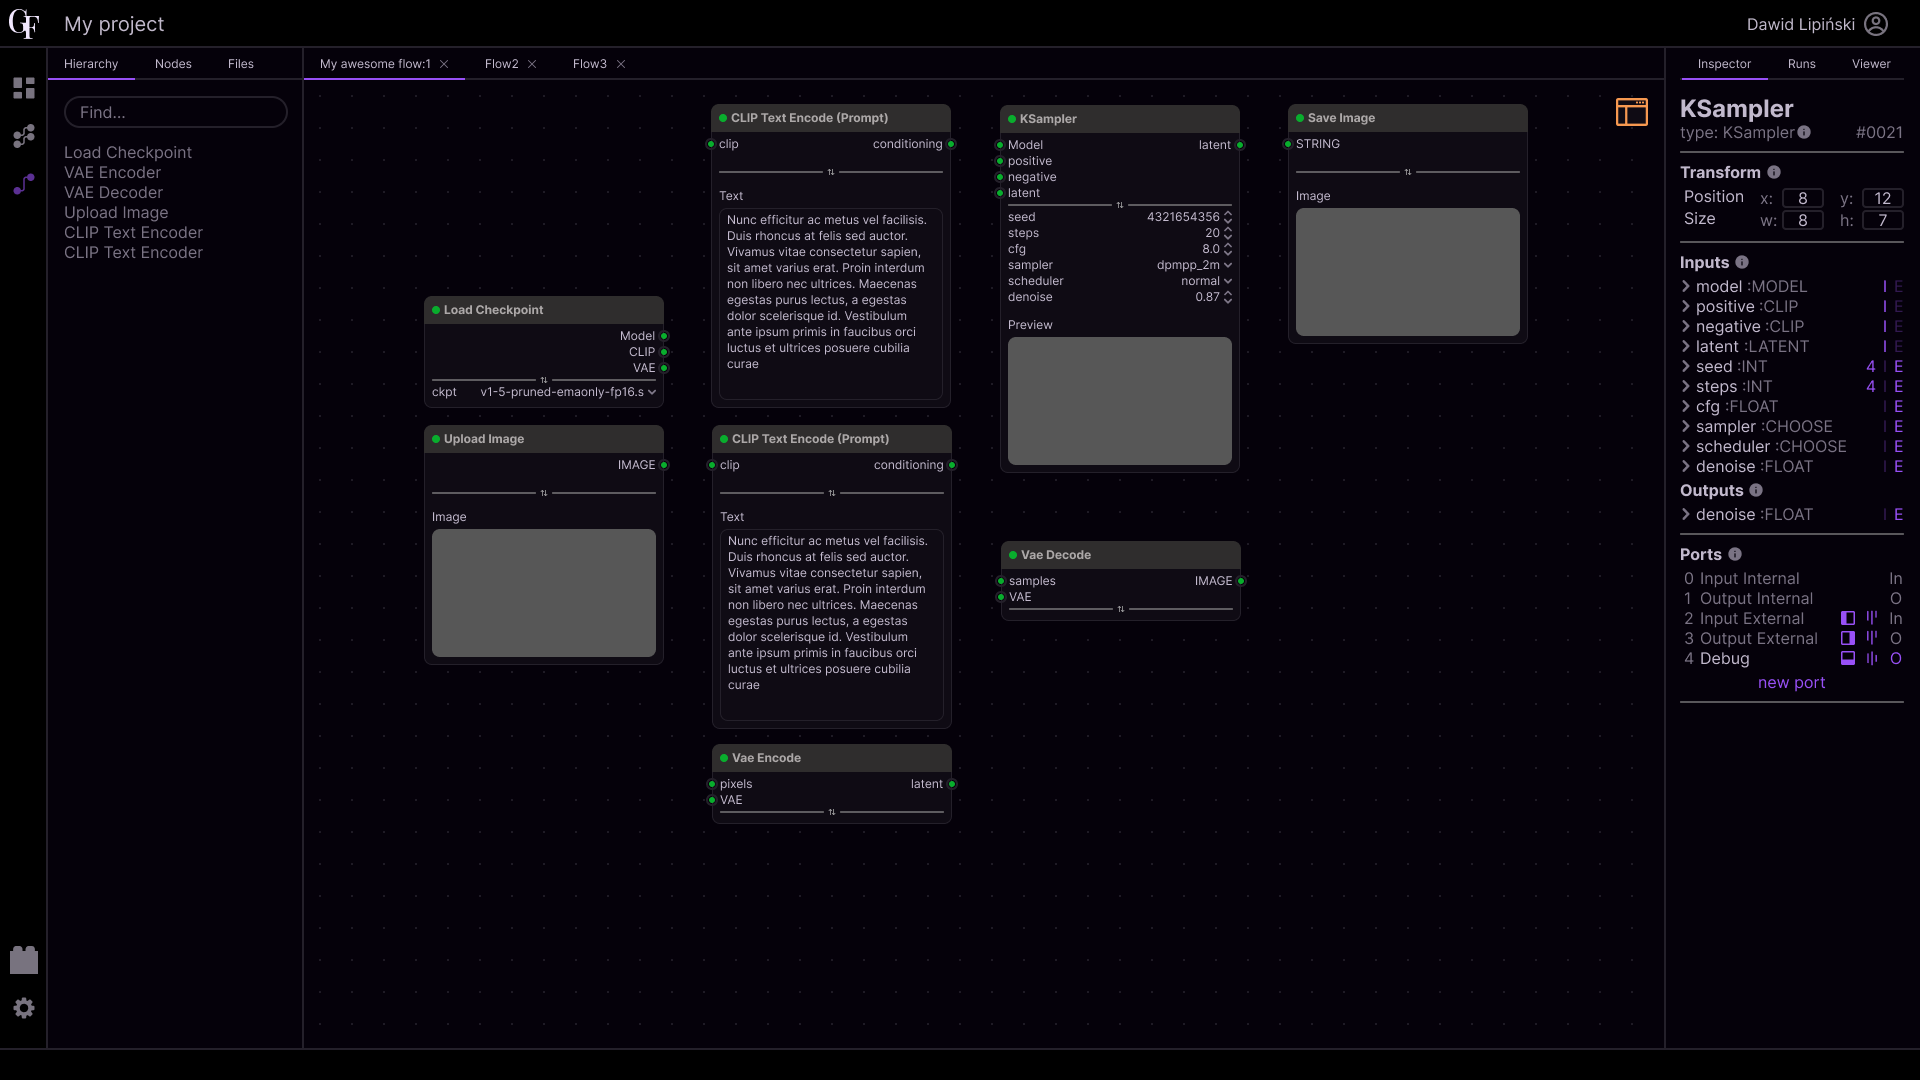 GF
My project
Dawid Lipiński
Hierarchy
Nodes
Files
My awesome flow:1
Flow2
Flow3
Inspector
Runs
Viewer
Find...
Load Checkpoint
VAE Encoder
VAE Decoder
Upload Image
CLIP Text Encoder
CLIP Text Encoder
Load Checkpoint
Model
CLIP
VAE
ckpt v1-5-pruned-emaonly-fp16.s
Upload Image
IMAGE
Image
CLIP Text Encode (Prompt)
clip conditioning
Text
Nunc efficitur ac metus vel facilisis.
Duis rhoncus at felis sed auctor.
Vivamus vitae consectetur sapien,
sit amet varius erat. Proin interdum
non libero nec ultrices. Maecenas
egestas purus lectus, a egestas
dolor scelerisque id. Vestibulum
ante ipsum primis in faucibus orci
luctus et ultrices posuere cubilia
curae
CLIP Text Encode (Prompt)
clip conditioning
Text
Nunc efficitur ac metus vel facilisis.
Duis rhoncus at felis sed auctor.
Vivamus vitae consectetur sapien,
sit amet varius erat. Proin interdum
non libero nec ultrices. Maecenas
egestas purus lectus, a egestas
dolor scelerisque id. Vestibulum
ante ipsum primis in faucibus orci
luctus et ultrices posuere cubilia
curae
Vae Encode
pixels latent
VAE
KSampler
Model latent
positive
negative
latent
seed 4321654356
steps 20
cfg 8.0
sampler dpmpp_2m
scheduler normal
denoise 0.87
Preview
Vae Decode
samples IMAGE
VAE
Save Image
STRING
Image
KSampler
type: KSampler #0021
Transform
Position x: 8 y: 12
Size w: 8 h: 7
Inputs
model :MODEL I E
positive :CLIP I E
negative :CLIP I E
latent :LATENT I E
seed :INT 4 I E
steps :INT 4 I E
cfg :FLOAT I E
sampler :CHOOSE I E
scheduler :CHOOSE I E
denoise :FLOAT I E
Outputs
denoise :FLOAT I E
Ports
0 Input Internal In
1 Output Internal O
2 Input External In
3 Output External O
4 Debug O
new port